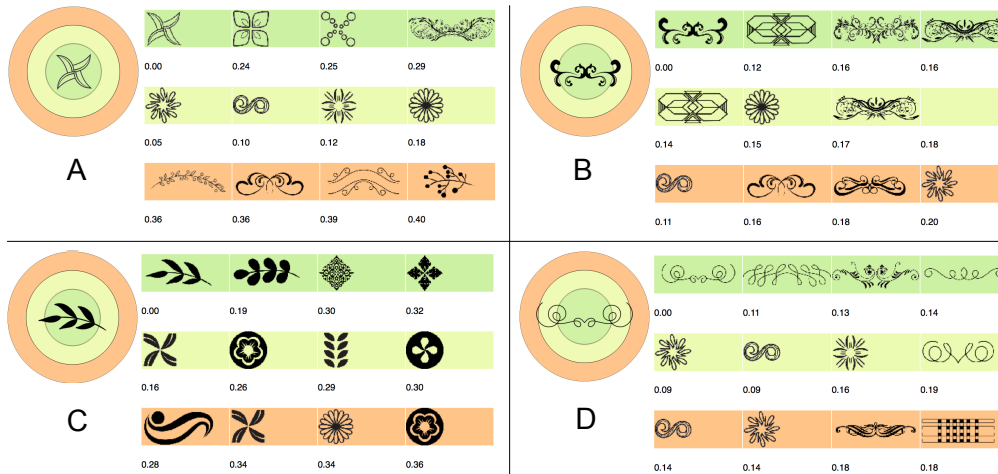 0.00 0.24 0.25 0.29
0.05 0.10 0.12 0.18
A
0.36 0.36 0.39 0.40
0.00 0.12 0.16 0.16
0.14 0.15 0.17 0.18
B
0.11 0.16 0.18 0.20
0.00 0.19 0.30 0.32
0.16 0.26 0.29 0.30
C
0.28 0.34 0.34 0.36
0.00 0.11 0.13 0.14
0.09 0.09 0.16 0.19
D
0.14 0.14 0.18 0.18